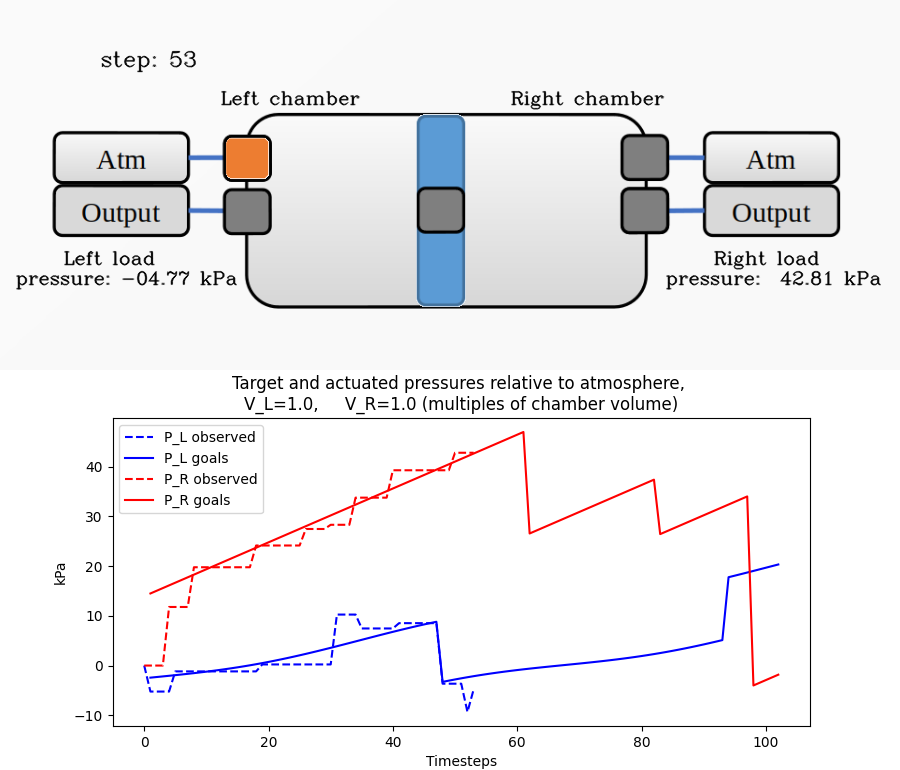 step: 53
Left chamber
Right chamber
Atm
Atm
Output
Output
Left load
pressure: -04.77 kPa
Right load
pressure: 42.81 kPa
Target and actuated pressures relative to atmosphere,
V_L=1.0, V_R=1.0 (multiples of chamber volume)
P_L observed
P_L goals
P_R observed
P_R goals
kPa
40
30
20
10
0
−10
0 20 40 60 80 100
Timesteps